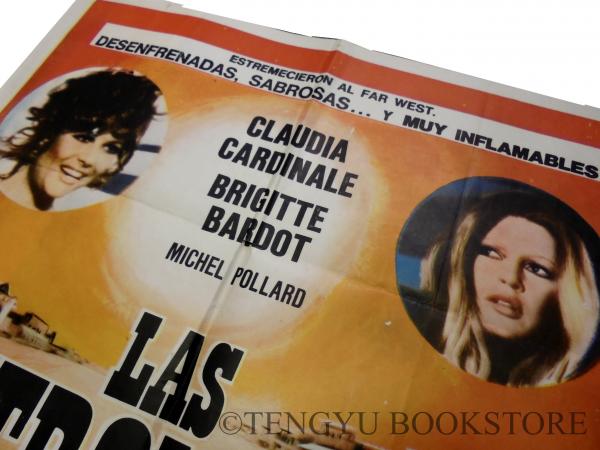 ESTREMECIERON AL FAR WEST.
DESENFRENADAS, SABROSAS... Y MUY INFLAMABLES
CLAUDIA
CARDINALE
BRIGITTE
BARDOT
MICHEL POLLARD
LAS
©TENGYU BOOKSTORE